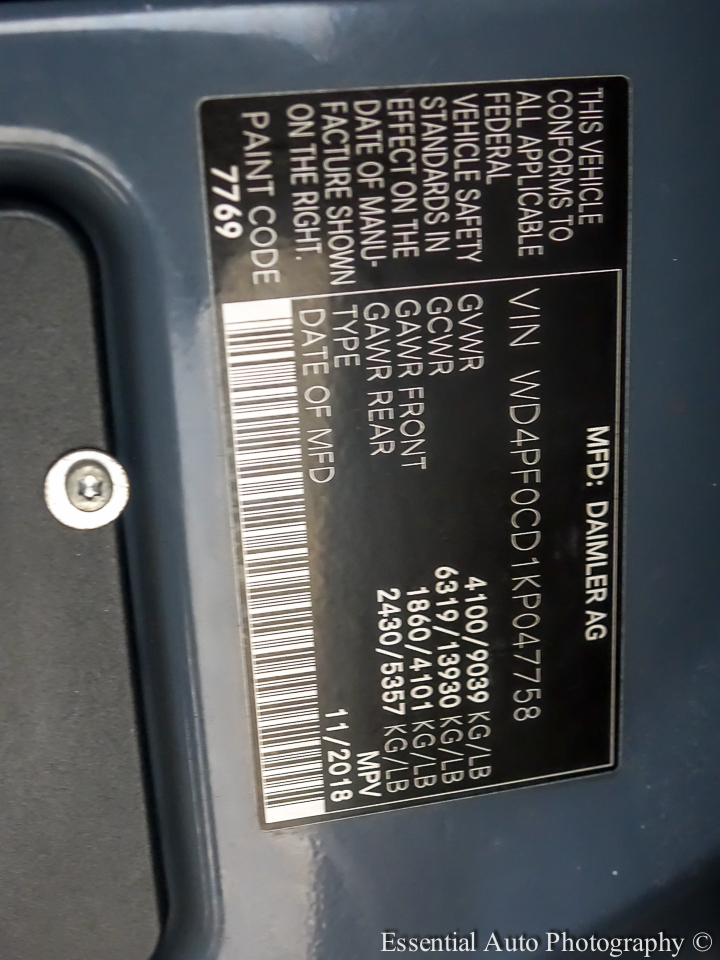 THIS VEHICLE
CONFORMS TO
ALL APPLICABLE
FEDERAL
VEHICLE SAFETY
STANDARDS IN
EFFECT ON THE
DATE OF MANU-
FACTURE SHOWN
ON THE RIGHT.
PAINT CODE
7769
MFD: DAIMLER AG
VIN WD4PF0CD1KP047758
GVWR 4100/9039 KG/LB
GCWR 6319/13930 KG/LB
GAWR FRONT 1860/4101 KG/LB
GAWR REAR 2430/5357 KG/LB
TYPE MPV
DATE OF MFD 11/2018
Essential Auto Photography ©